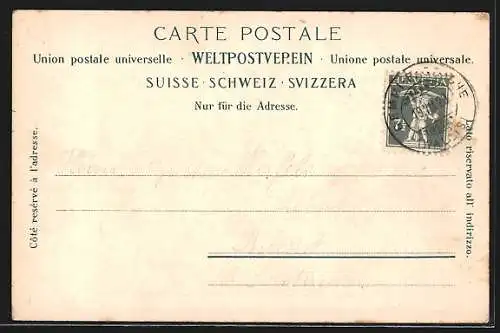 CARTE POSTALE
Union postale universelle · WELTPOSTVEREIN · Unione postale universale.
SUISSE · SCHWEIZ · SVIZZERA
Nur für die Adresse.
Côté resérvé à l'adresse.
Lato riservato all' indirizzo.